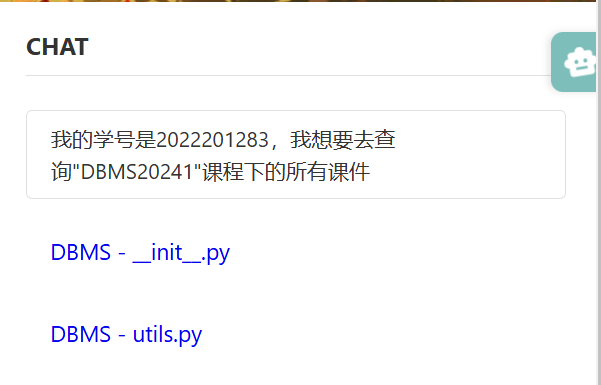 CHAT
我的学号是2022201283，我想要去查
询"DBMS20241"课程下的所有课件
DBMS - __init__.py
DBMS - utils.py